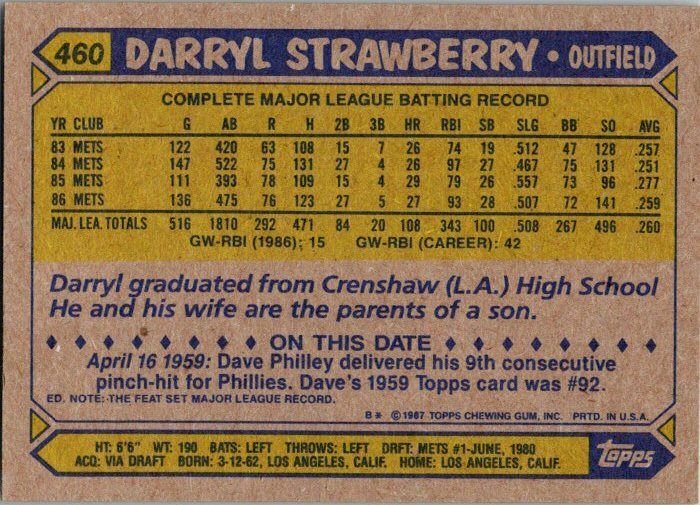 460 DARRYL STRAWBERRY • OUTFIELD
COMPLETE MAJOR LEAGUE BATTING RECORD
YR CLUB G AB R H 2B 3B HR RBI SB SLG BB SO AVG
83 METS 122 420 63 108 15 7 26 74 19 .512 47 128 .257
84 METS 147 522 75 131 27 4 26 97 27 .467 75 131 .251
85 METS 111 393 78 109 15 4 29 79 26 .557 73 96 .277
86 METS 136 475 76 123 27 5 27 93 28 .507 72 141 .259
MAJ. LEA. TOTALS 516 1810 292 471 84 20 108 343 100 .508 267 496 .260
GW-RBI (1986): 15 GW-RBI (CAREER): 42
Darryl graduated from Crenshaw (L.A.) High School
He and his wife are the parents of a son.
ON THIS DATE
April 16 1959: Dave Philley delivered his 9th consecutive
pinch-hit for Phillies. Dave's 1959 Topps card was #92.
ED. NOTE: THE FEAT SET MAJOR LEAGUE RECORD.
B* © 1987 TOPPS CHEWING GUM, INC. PRTD. IN U.S.A.
HT: 6'6" WT: 190 BATS: LEFT THROWS: LEFT DRFT: METS #1-JUNE, 1980
ACQ: VIA DRAFT BORN: 3-12-62, LOS ANGELES, CALIF. HOME: LOS ANGELES, CALIF.
Topps